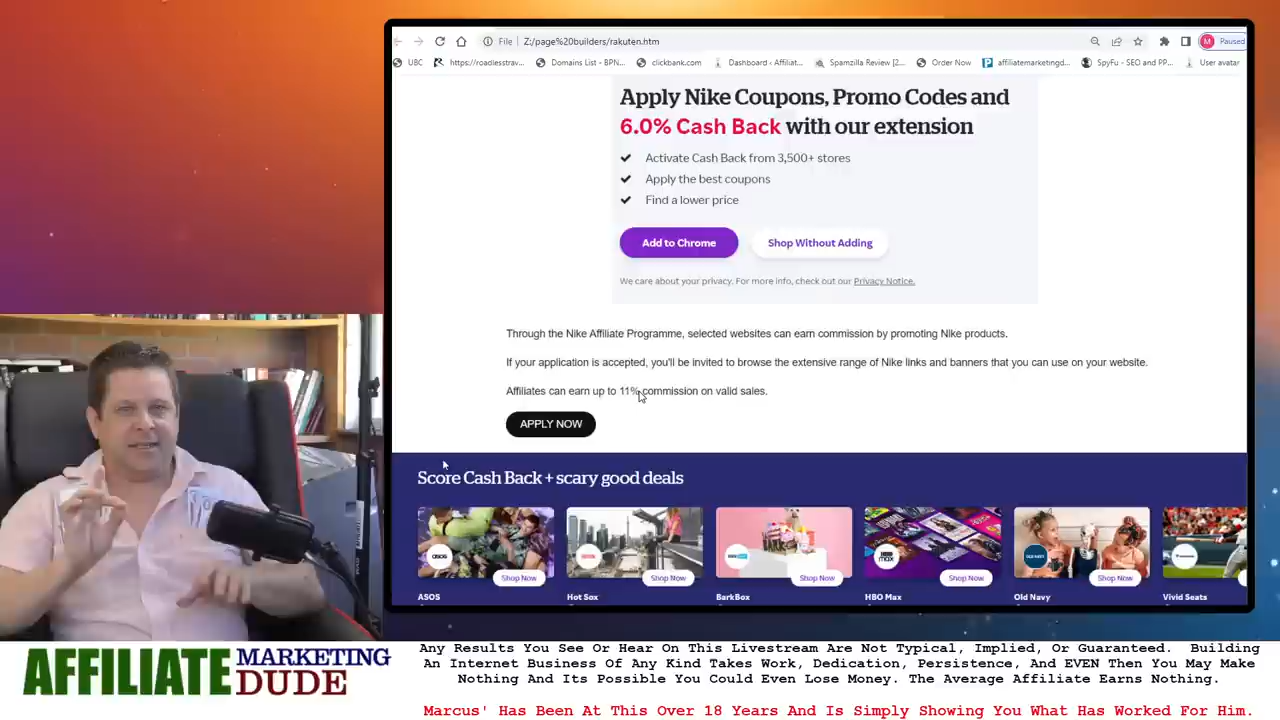 File Z:/page%20builders/rakuten.htm
M Paused
UBC https://roadlesstrav... Domains List - BPN... clickbank.com Dashboard ‹ Affiliat... Spamzilla Review [2... Order Now affiliatemarketingd... SpyFu - SEO and PP... User avatar
Apply Nike Coupons, Promo Codes and
6.0% Cash Back with our extension
Activate Cash Back from 3,500+ stores
Apply the best coupons
Find a lower price
Add to Chrome Shop Without Adding
We care about your privacy. For more info, check out our Privacy Notice.
Through the Nike Affiliate Programme, selected websites can earn commission by promoting Nike products.
If your application is accepted, you'll be invited to browse the extensive range of Nike links and banners that you can use on your website.
Affiliates can earn up to 11% commission on valid sales.
APPLY NOW
Score Cash Back + scary good deals
asos HBO max OLD NAVY
Shop Now Shop Now Shop Now Shop Now Shop Now
ASOS Hot Sox BarkBox HBO Max Old Navy Vivid Seats
AFFILIATE MARKETING DUDE
Any Results You See or Hear On This Livestream Are Not Typical, Implied, Or Guaranteed. Building
An Internet Business Of Any Kind Takes Work, Dedication, Persistence, And EVEN Then You May Make
Nothing And Its Possible You Could Even Lose Money. The Average Affiliate Earns Nothing.
Marcus' Has Been At This Over 18 Years And Is Simply Showing You What Has Worked For Him.